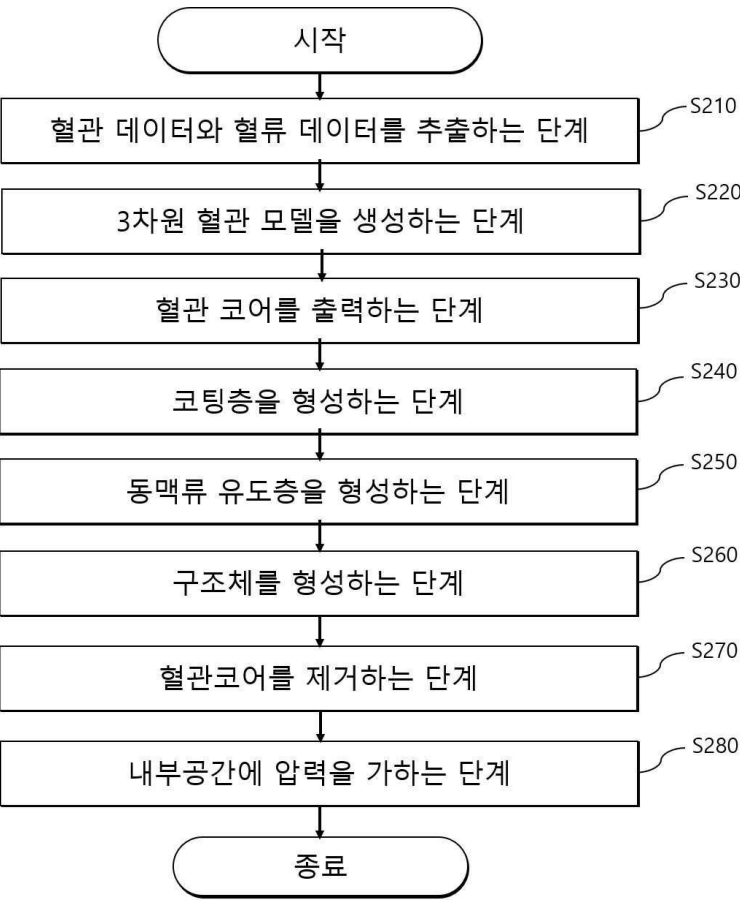 시작
S210
혈관 데이터와 혈류 데이터를 추출하는 단계
S220
3차원 혈관 모델을 생성하는 단계
S230
혈관 코어를 출력하는 단계
S240
코팅층을 형성하는 단계
S250
동맥류 유도층을 형성하는 단계
S260
구조체를 형성하는 단계
S270
혈관코어를 제거하는 단계
S280
내부공간에 압력을 가하는 단계
종료